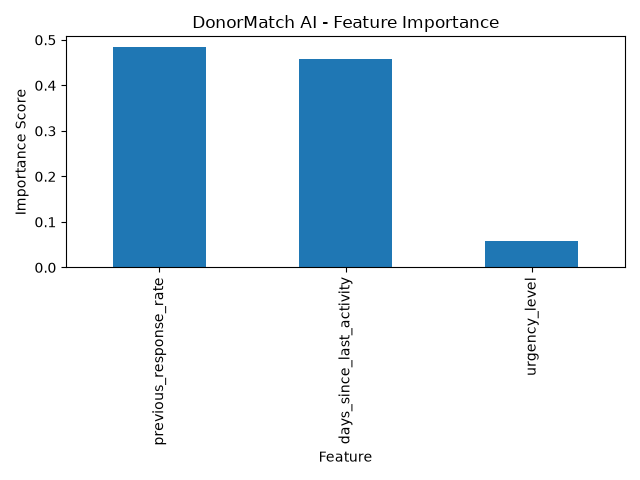 DonorMatch AI - Feature Importance
Importance Score
0.5
0.4
0.3
0.2
0.1
0.0
previous_response_rate
days_since_last_activity
urgency_level
Feature